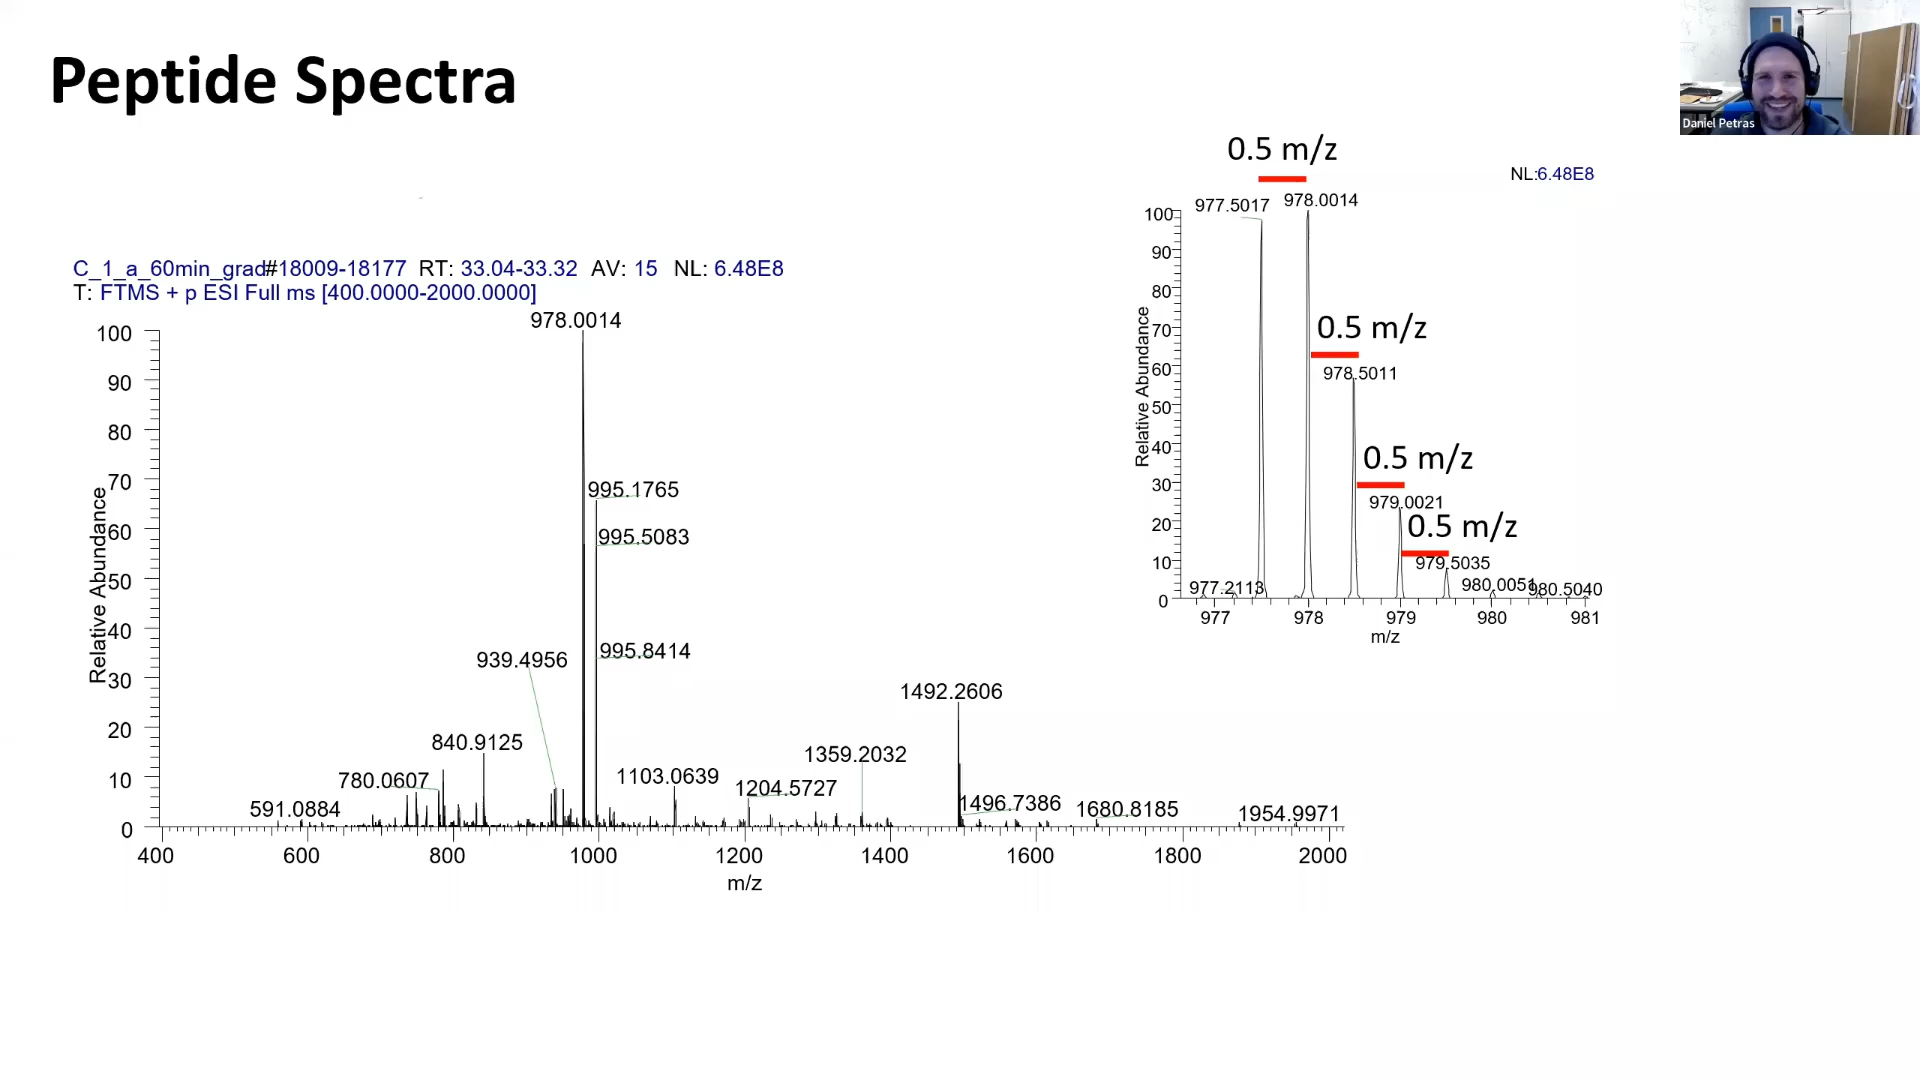 Peptide Spectra
Daniel Petras
C_1_a_60min_grad#18009-18177 RT: 33.04-33.32 AV: 15 NL: 6.48E8
T: FTMS + p ESI Full ms [400.0000-2000.0000]
978.0014
100
90
80
70
60
50
40
30
20
10
0
Relative Abundance
995.1765
995.5083
995.8414
939.4956
1492.2606
840.9125
1359.2032
780.0607
1103.0639
1204.5727
591.0884
1496.7386
1680.8185
1954.9971
400 600 800 1000 1200 1400 1600 1800 2000
m/z
0.5 m/z
NL:6.48E8
977.5017 978.0014
100
90
80
70
60
50
40
30
20
10
0
Relative Abundance
0.5 m/z
978.5011
0.5 m/z
979.0021
0.5 m/z
979.5035
977.2113
980.0051
980.5040
977 978 979 980 981
m/z